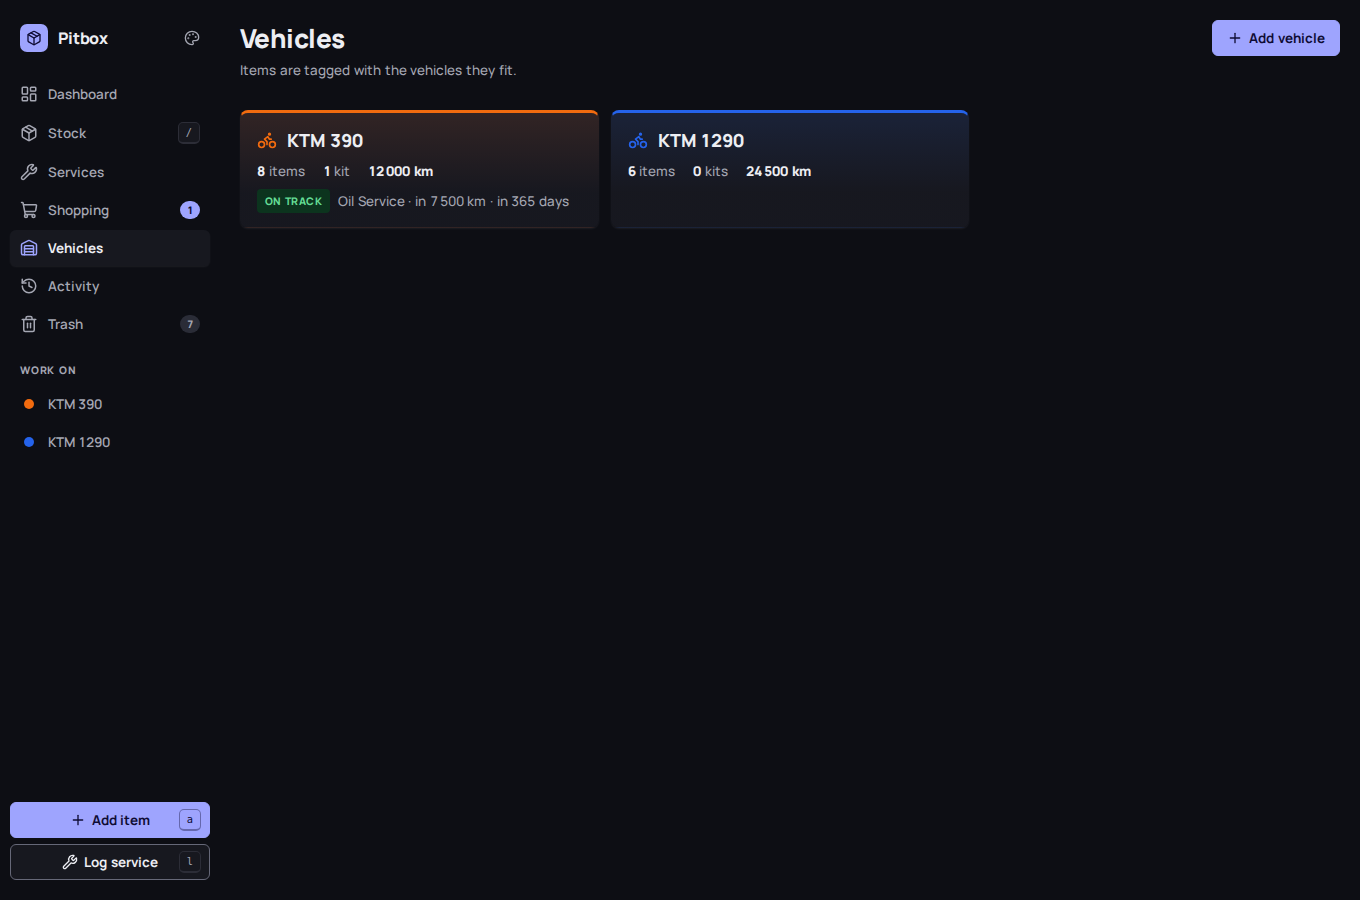 Pitbox
Dashboard
Stock /
Services
Shopping 1
Vehicles
Activity
Trash 7
WORK ON
KTM 390
KTM 1290
Add item a
Log service l
Vehicles
Items are tagged with the vehicles they fit.
Add vehicle
KTM 390
8 items 1 kit 12 000 km
ON TRACK Oil Service · in 7 500 km · in 365 days
KTM 1290
6 items 0 kits 24 500 km